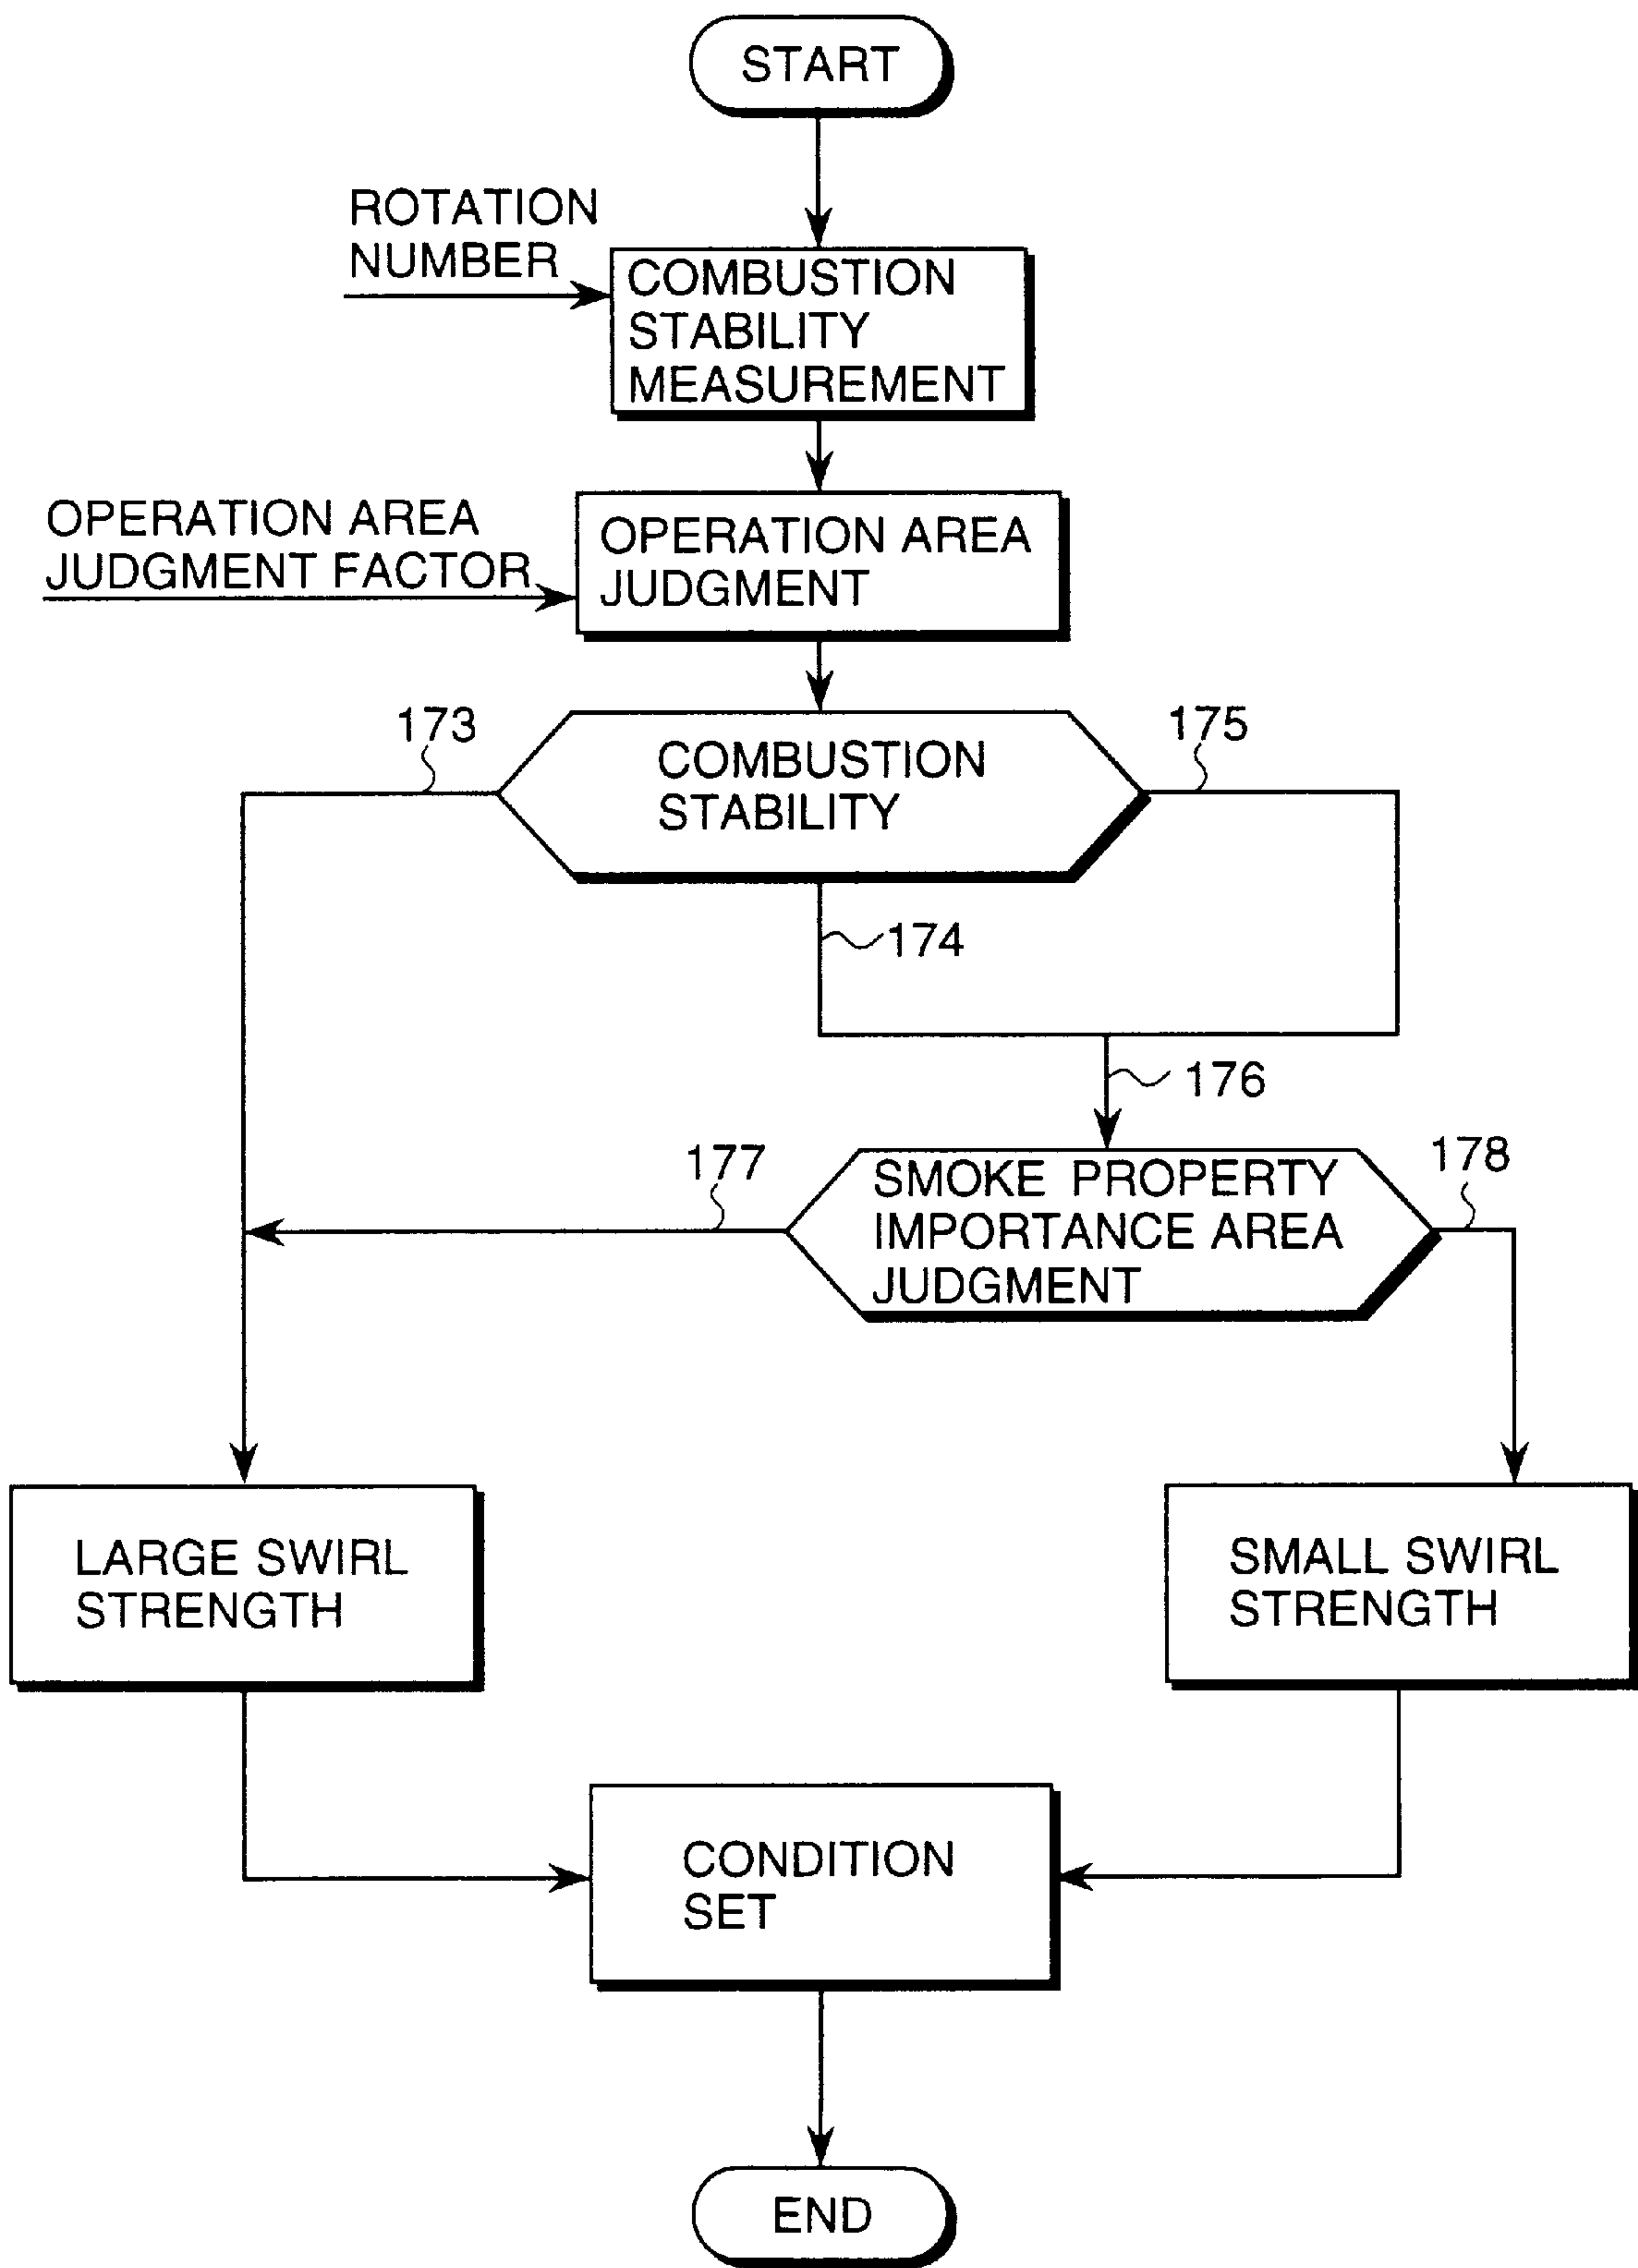 START
ROTATION
NUMBER
COMBUSTION
STABILITY
MEASUREMENT
OPERATION AREA
JUDGMENT FACTOR
OPERATION AREA
JUDGMENT
173
175
COMBUSTION
STABILITY
174
176
177
178
SMOKE PROPERTY
IMPORTANCE AREA
JUDGMENT
LARGE SWIRL
STRENGTH
SMALL SWIRL
STRENGTH
CONDITION
SET
END